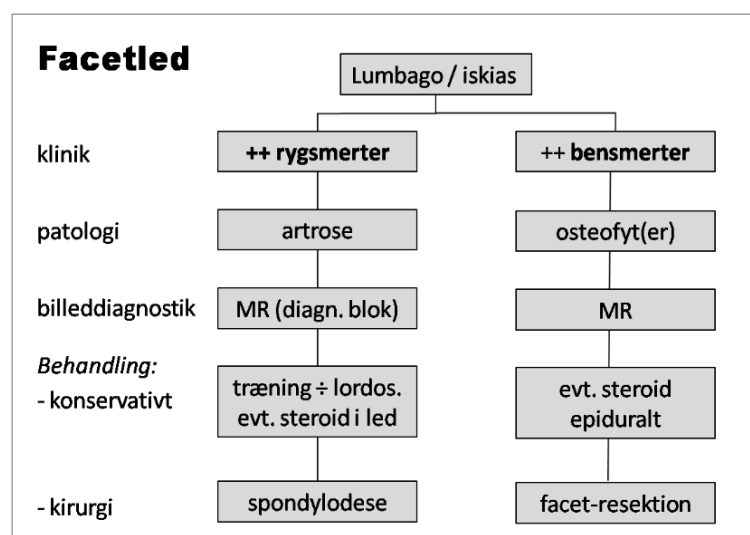 Facetled
Lumbago / iskias
klinik
++ rygsmerter
++ bensmerter
patologi
artrose
osteofyt(er)
billeddiagnostik
MR (diagn. blok)
MR
Behandling:
- konservativt
træning ÷ lordos.
evt. steroid i led
evt. steroid
epiduralt
- kirurgi
spondylodese
facet-resektion